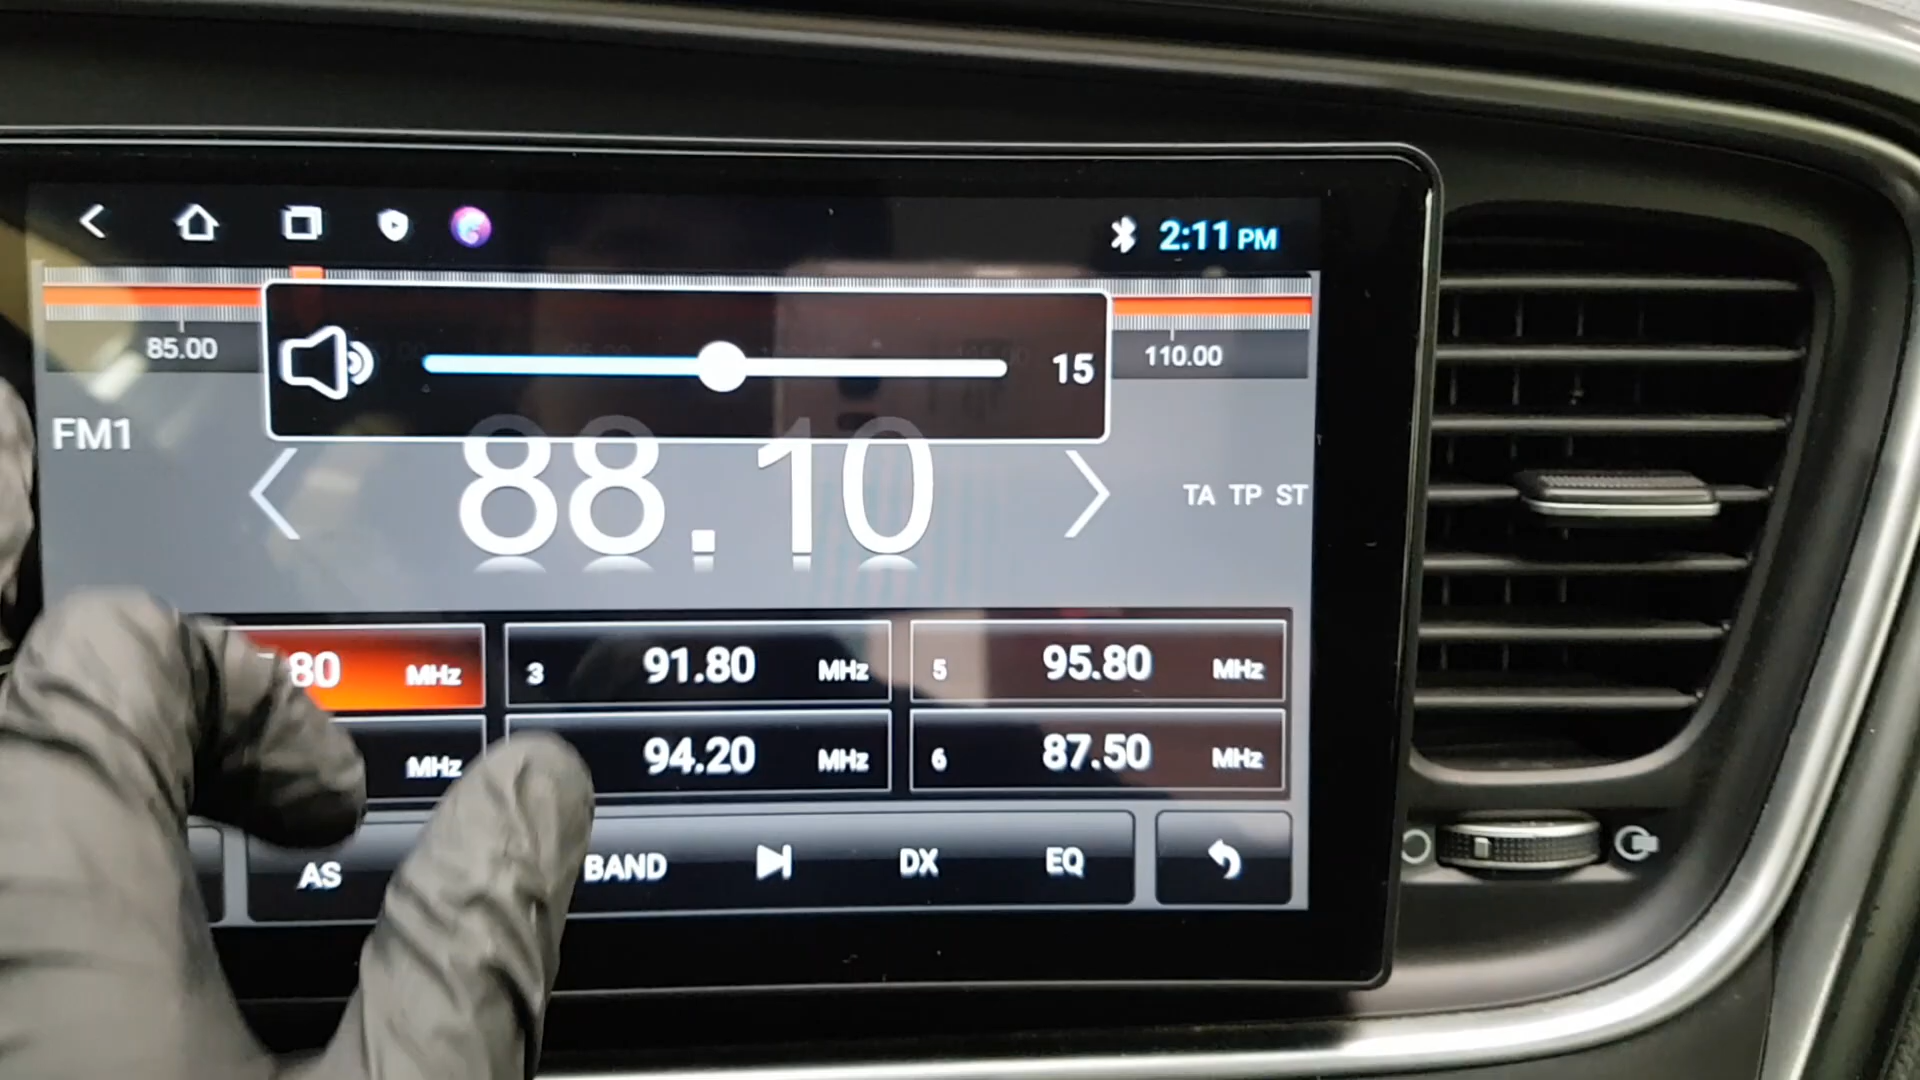 2:11 PM
85.00
110.00
15
FM1
88.10
TA TP ST
80 MHz
3 91.80 MHz
5 95.80 MHz
MHz
94.20 MHz
6 87.50 MHz
AS
BAND
DX
EQ